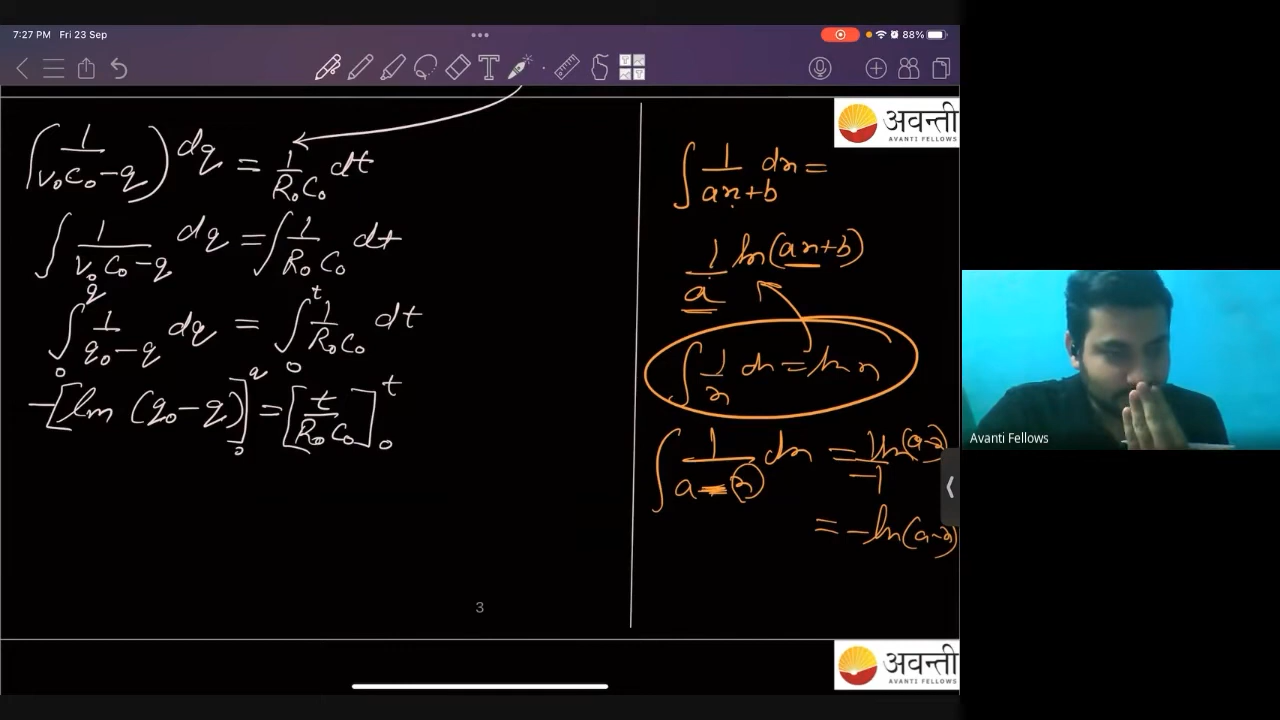 7:27 PM Fri 23 Sep
88%
अवन्ती
AVANTI FELLOWS
∫(1/(V₀C₀-q)) dq = 1/(R₀C₀) dt
∫ 1/(V₀C₀-q) dq = ∫ 1/(R₀C₀) dt
∫₀^q 1/(q₀-q) dq = ∫₀^t 1/(R₀C₀) dt
-[ln (q₀-q)]₀^q = [t/(R₀C₀)]₀^t
∫ 1/(ax+b) dx =
1/a ln(ax+b)
∫ 1/x dx = ln x
∫ 1/(a-x) dx = 1/(-1) ln(a-x)
= -ln(a-x)
3
Avanti Fellows
अवन्ती
AVANTI FELLOWS